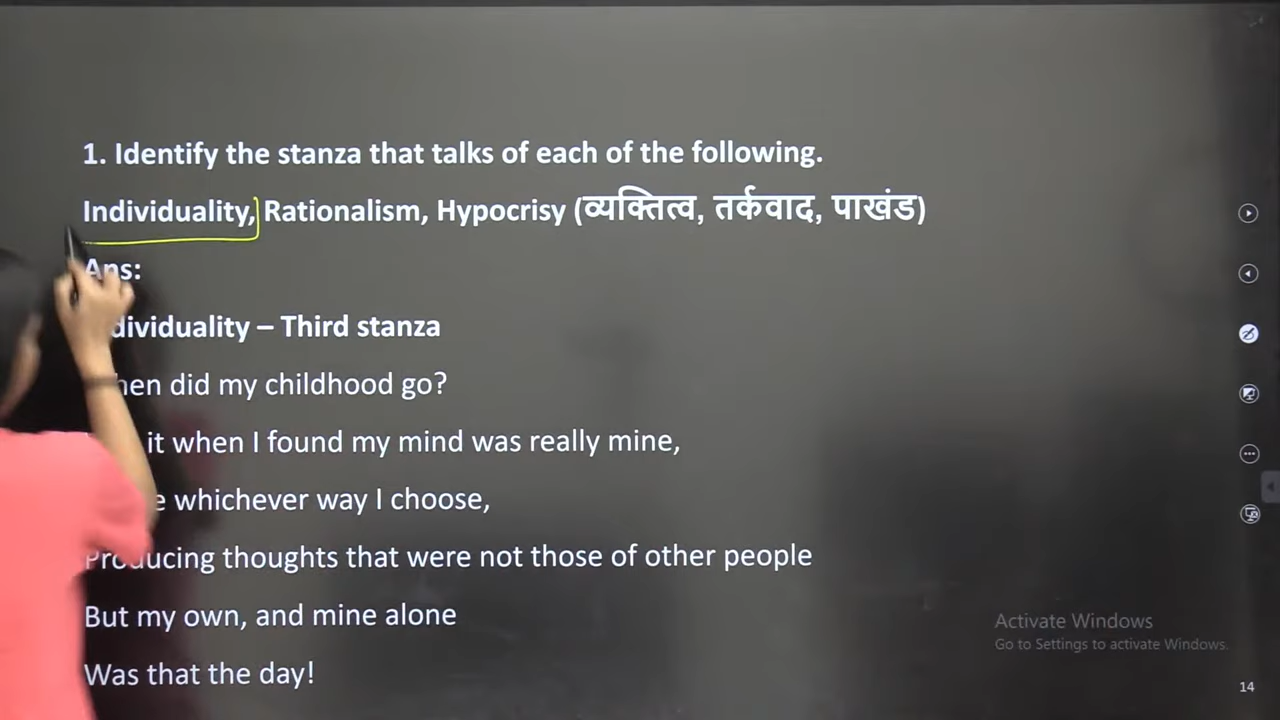 1. Identify the stanza that talks of each of the following.
Individuality, Rationalism, Hypocrisy (व्यक्तित्व, तर्कवाद, पाखंड)
Ans:
dividuality – Third stanza
did my childhood go?
it when I found my mind was really mine,
whichever way I choose,
Producing thoughts that were not those of other people
But my own, and mine alone
Was that the day!
Activate Windows
Go to Settings to activate Windows.
14